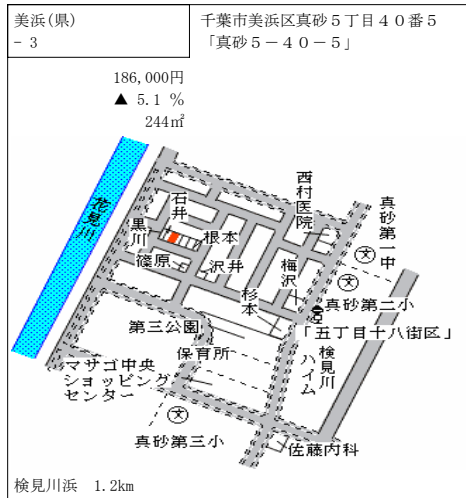 美浜(県)
－3
千葉市美浜区真砂５丁目４０番５
「真砂５－４０－５」
186,000円
▲ 5.1 %
244㎡
花見川
石井
黒川
根本
篠原
沢井
西村医院
梅沢
杉本
真砂第一中
文
文
真砂第二小
「五丁目十八街区」
第三公園
保育所
検見川ハイム
マサゴ中央
ショッピング
センター
文
真砂第三小
佐藤内科
検見川浜　1.2km